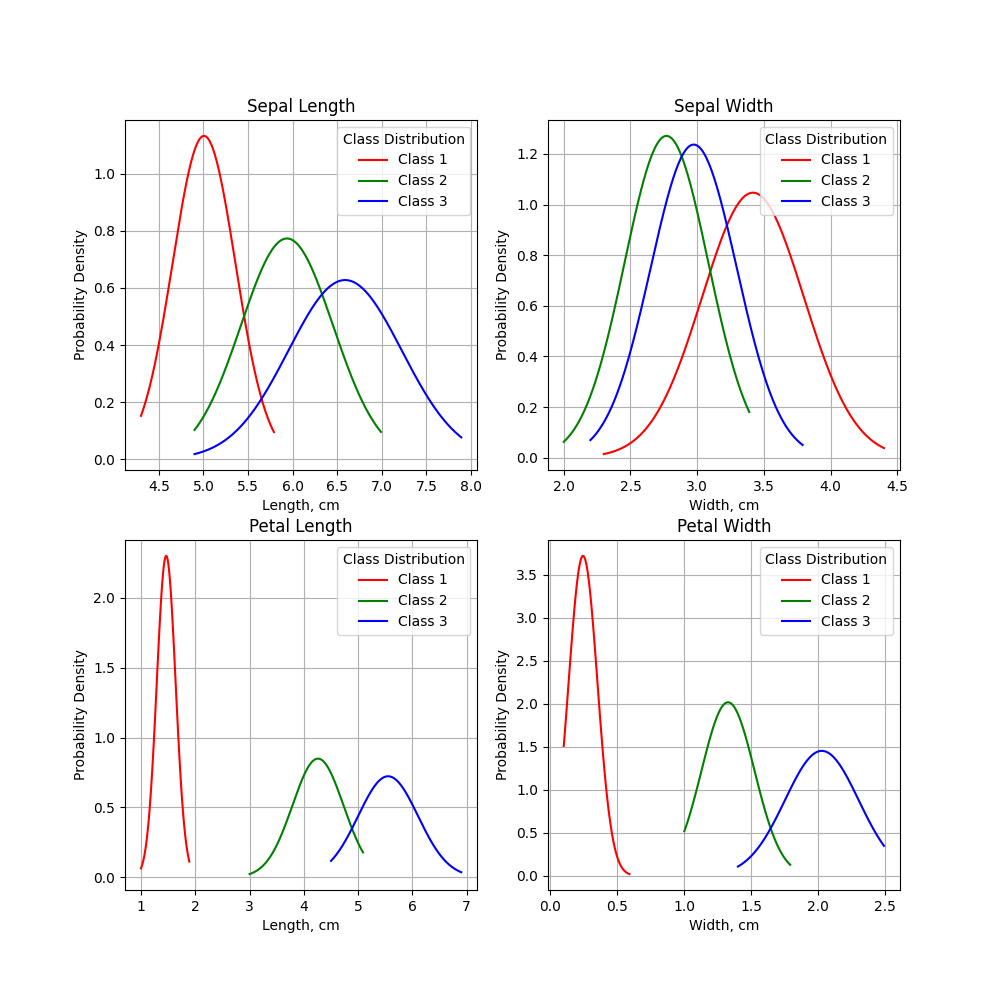 Sepal Length
Probability Density
1.0
0.8
0.6
0.4
0.2
0.0
Class Distribution
Class 1
Class 2
Class 3
4.5 5.0 5.5 6.0 6.5 7.0 7.5 8.0
Length, cm
Sepal Width
Probability Density
1.2
1.0
0.8
0.6
0.4
0.2
0.0
Class Distribution
Class 1
Class 2
Class 3
2.0 2.5 3.0 3.5 4.0 4.5
Width, cm
Petal Length
Probability Density
2.0
1.5
1.0
0.5
0.0
Class Distribution
Class 1
Class 2
Class 3
1 2 3 4 5 6 7
Length, cm
Petal Width
Probability Density
3.5
3.0
2.5
2.0
1.5
1.0
0.5
0.0
Class Distribution
Class 1
Class 2
Class 3
0.0 0.5 1.0 1.5 2.0 2.5
Width, cm